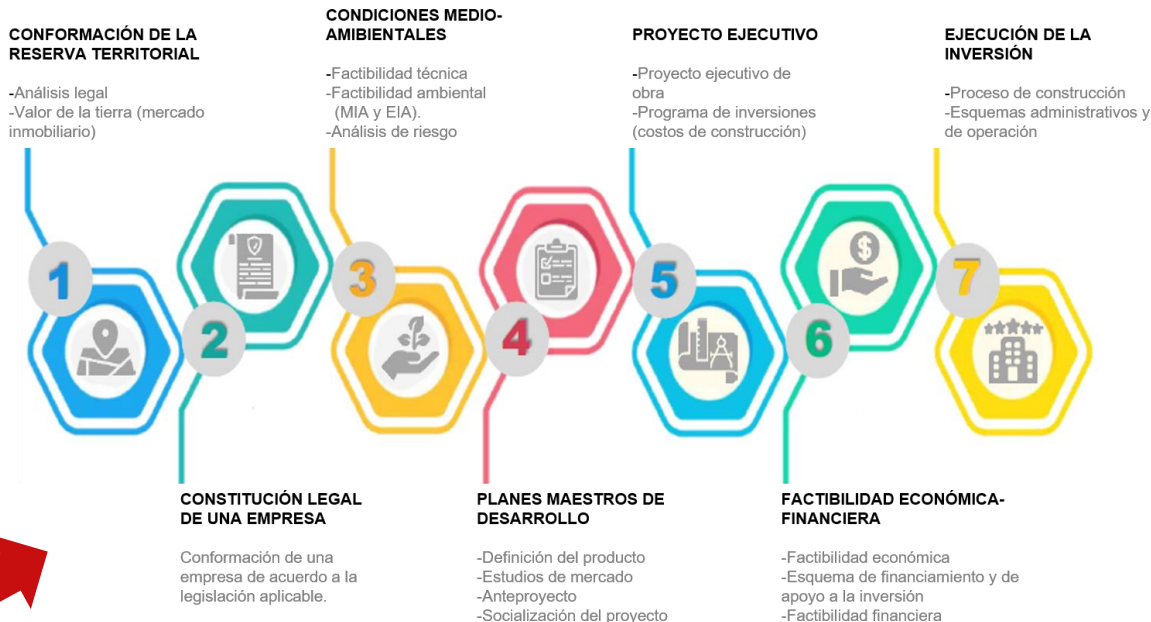 CONFORMACIÓN DE LA
RESERVA TERRITORIAL
-Análisis legal
-Valor de la tierra (mercado
inmobiliario)
1
CONSTITUCIÓN LEGAL
DE UNA EMPRESA
Conformación de una
empresa de acuerdo a la
legislación aplicable.
2
CONDICIONES MEDIO-
AMIBIENTALES
-Factibilidad técnica
-Factibilidad ambiental
(MIA y EIA).
-Análisis de riesgo
3
PLANES MAESTROS DE
DESARROLLO
-Definición del producto
-Estudios de mercado
-Anteproyecto
-Socialización del proyecto
4
PROYECTO EJECUTIVO
-Proyecto ejecutivo de
obra
-Programa de inversiones
(costos de construcción)
5
FACTIBILIDAD ECONÓMICA-
FINANCIERA
-Factibilidad económica
-Esquema de financiamiento y de
apoyo a la inversión
-Factibilidad financiera
6
EJECUCIÓN DE LA
INVERSIÓN
-Proceso de construcción
-Esquemas administrativos y
de operación
7